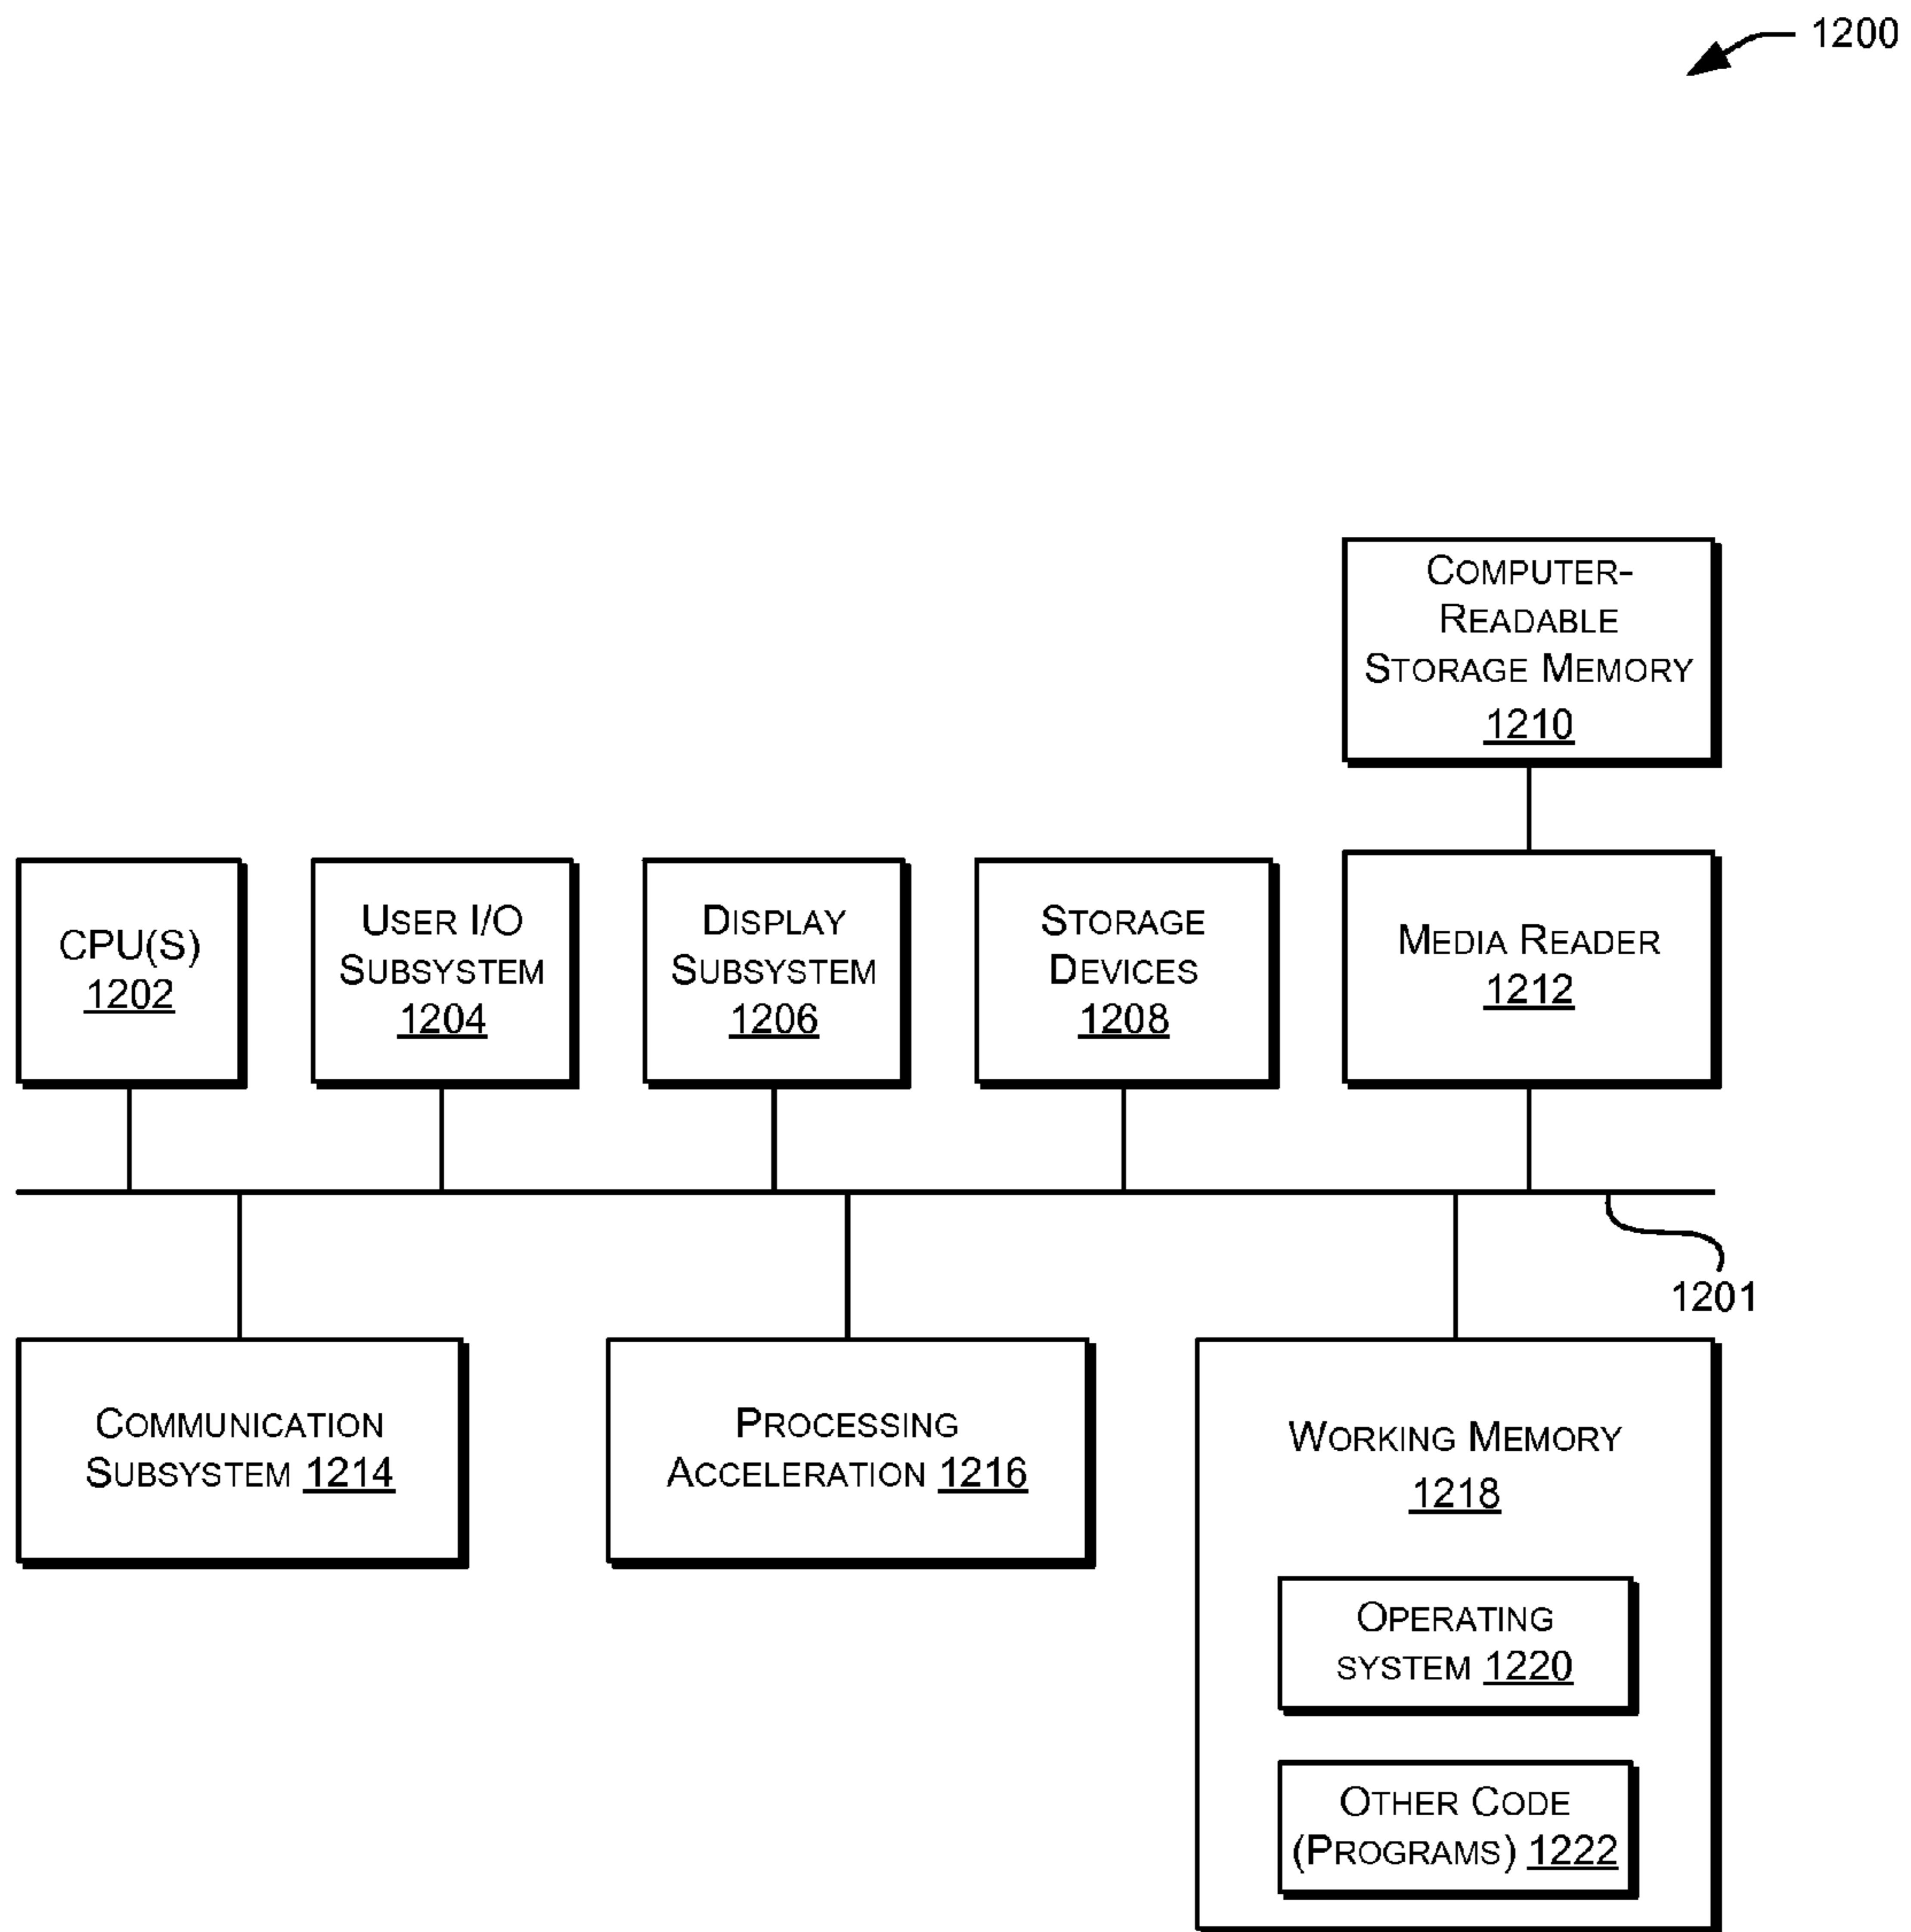 1200
COMPUTER-
READABLE
STORAGE MEMORY
1210
CPU(S)
1202
USER I/O
SUBSYSTEM
1204
DISPLAY
SUBSYSTEM
1206
STORAGE
DEVICES
1208
MEDIA READER
1212
1201
COMMUNICATION
SUBSYSTEM 1214
PROCESSING
ACCELERATION 1216
WORKING MEMORY
1218
OPERATING
SYSTEM 1220
OTHER CODE
(PROGRAMS) 1222